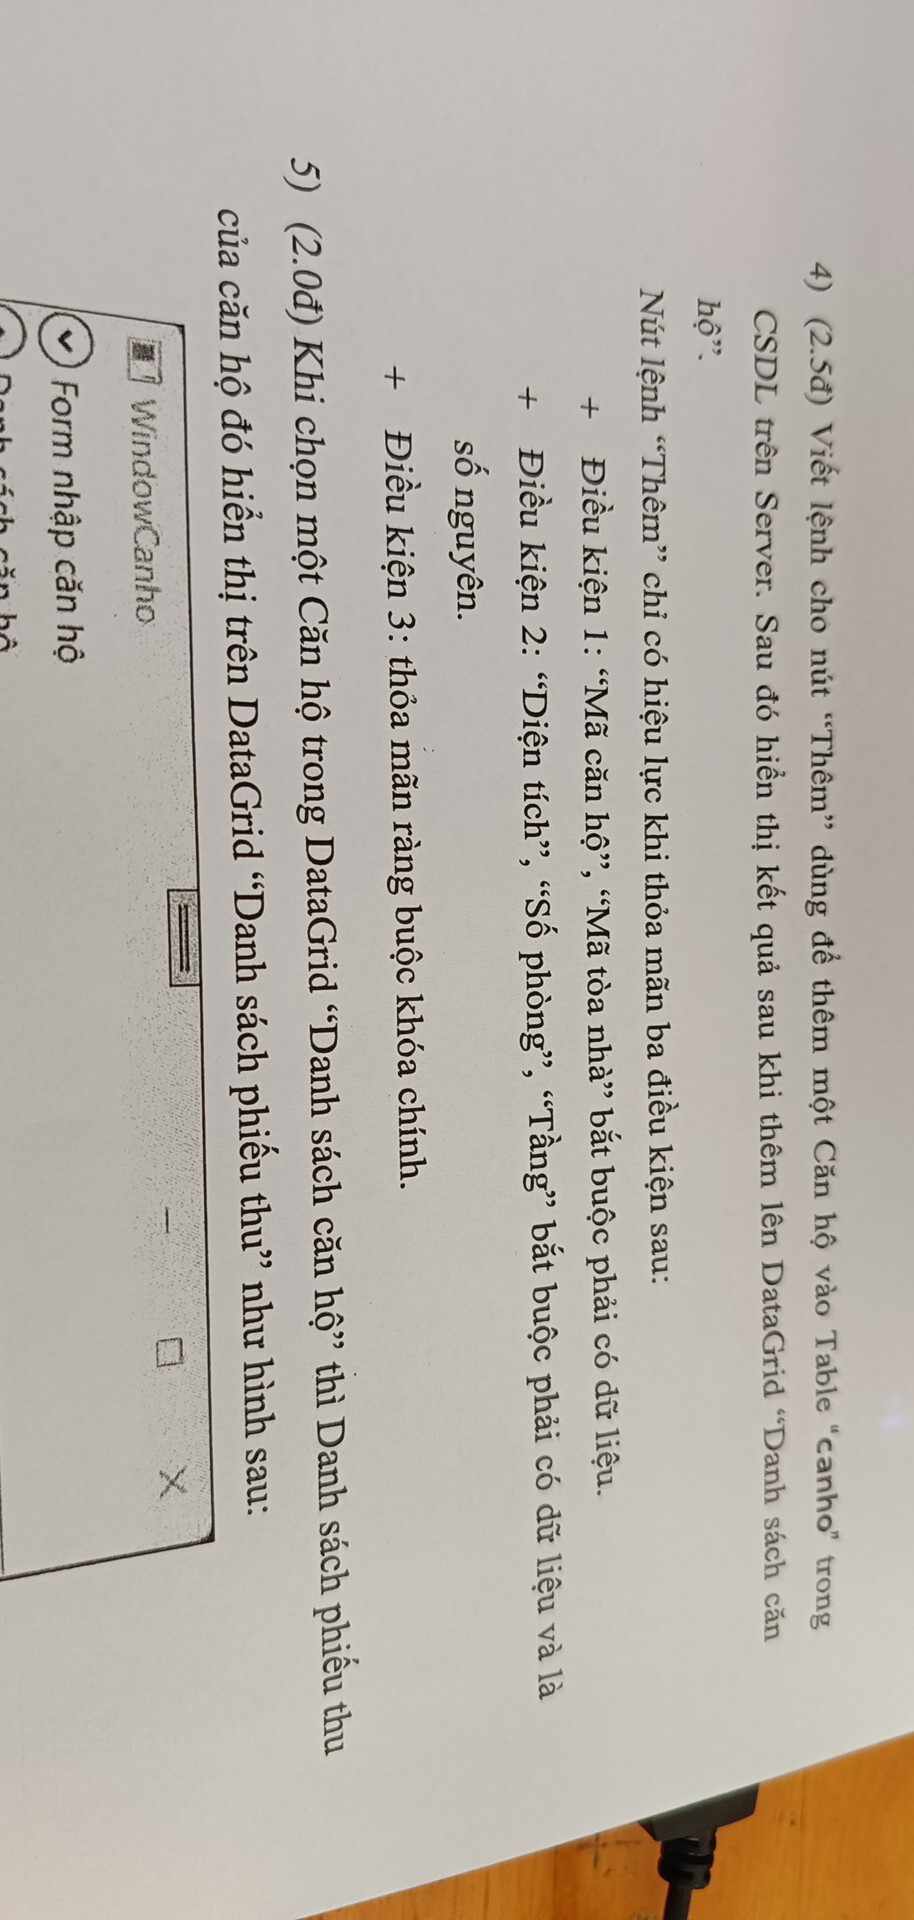 4) (2.5đ) Viết lệnh cho nút “Thêm” dùng để thêm một Căn hộ vào Table "canho" trong
CSDL trên Server. Sau đó hiển thị kết quả sau khi thêm lên DataGrid “Danh sách căn
hộ”.
Nút lệnh “Thêm” chỉ có hiệu lực khi thỏa mãn ba điều kiện sau:
+ Điều kiện 1: “Mã căn hộ”, “Mã tòa nhà” bắt buộc phải có dữ liệu.
+ Điều kiện 2: “Diện tích”, “Số phòng”, “Tầng” bắt buộc phải có dữ liệu và là
số nguyên.
+ Điều kiện 3: thỏa mãn ràng buộc khóa chính.
5) (2.0đ) Khi chọn một Căn hộ trong DataGrid “Danh sách căn hộ” thì Danh sách phiếu thu
của căn hộ đó hiển thị trên DataGrid “Danh sách phiếu thu” như hình sau:
WindowCanho
Form nhập căn hộ
Danh sách căn hộ